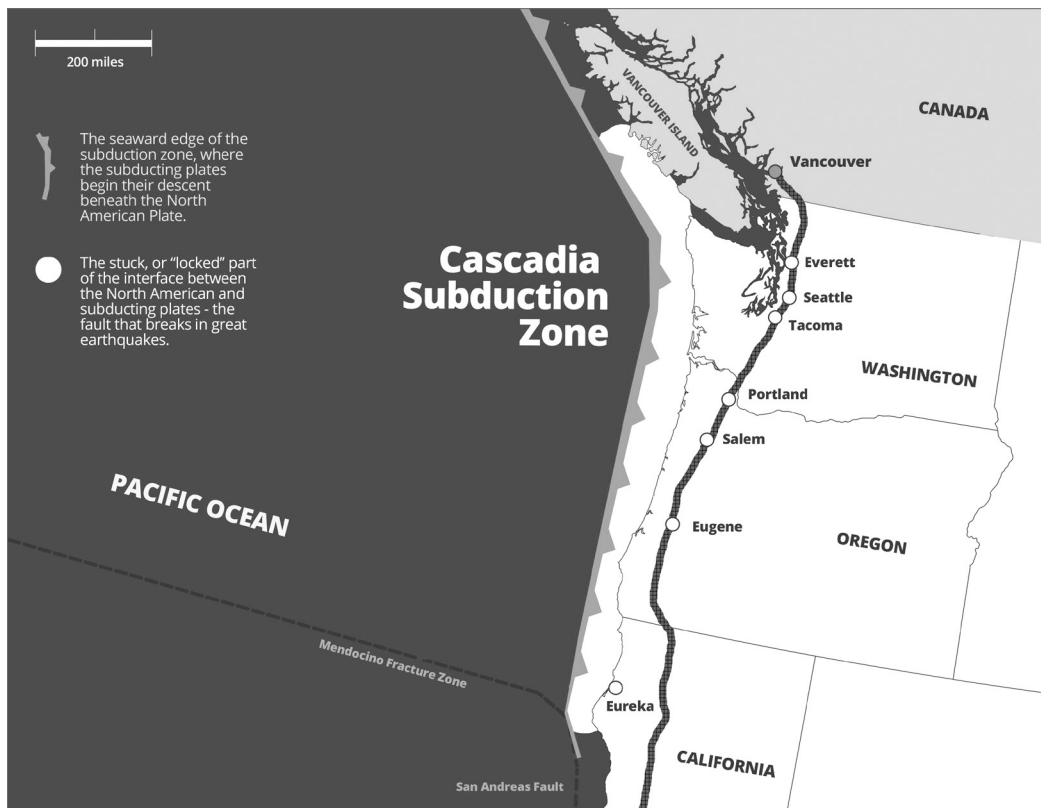 200 miles
The seaward edge of the
subduction zone, where
the subducting plates
begin their descent
beneath the North
American Plate.
The stuck, or “locked” part
of the interface between
the North American and
subducting plates - the
fault that breaks in great
earthquakes.
Cascadia
Subduction
Zone
PACIFIC OCEAN
Mendocino Fracture Zone
San Andreas Fault
VANCOUVER ISLAND
CANADA
Vancouver
Everett
Seattle
Tacoma
WASHINGTON
Portland
Salem
Eugene
OREGON
Eureka
CALIFORNIA